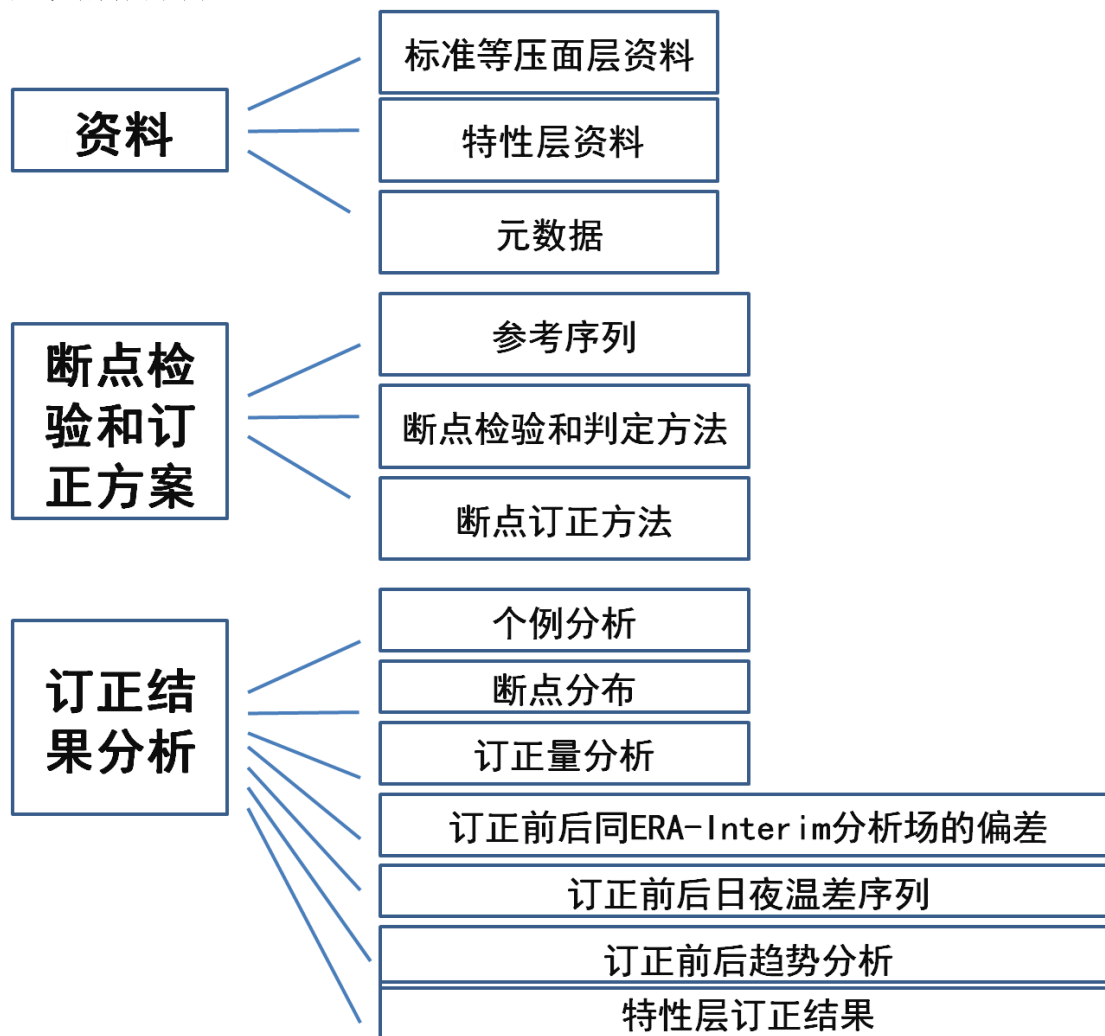 资料
标准等压面层资料
特性层资料
元数据
断点检
验和订
正方案
参考序列
断点检验和判定方法
断点订正方法
订正结
果分析
个例分析
断点分布
订正量分析
订正前后同ERA-Interim分析场的偏差
订正前后日夜温差序列
订正前后趋势分析
特性层订正结果